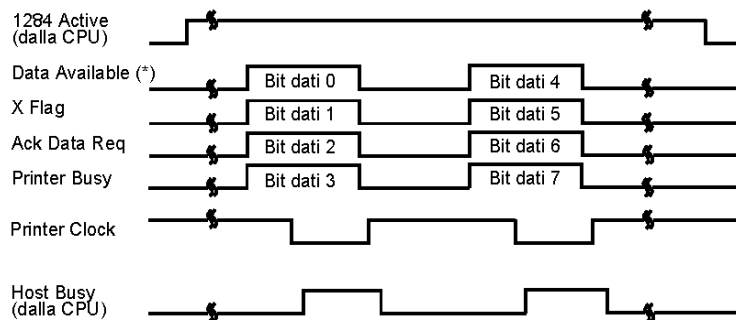 1284 Active
(dalla CPU)
Data Available (*)
Bit dati 0
Bit dati 4
X Flag
Bit dati 1
Bit dati 5
Ack Data Req
Bit dati 2
Bit dati 6
Printer Busy
Bit dati 3
Bit dati 7
Printer Clock
Host Busy
(dalla CPU)